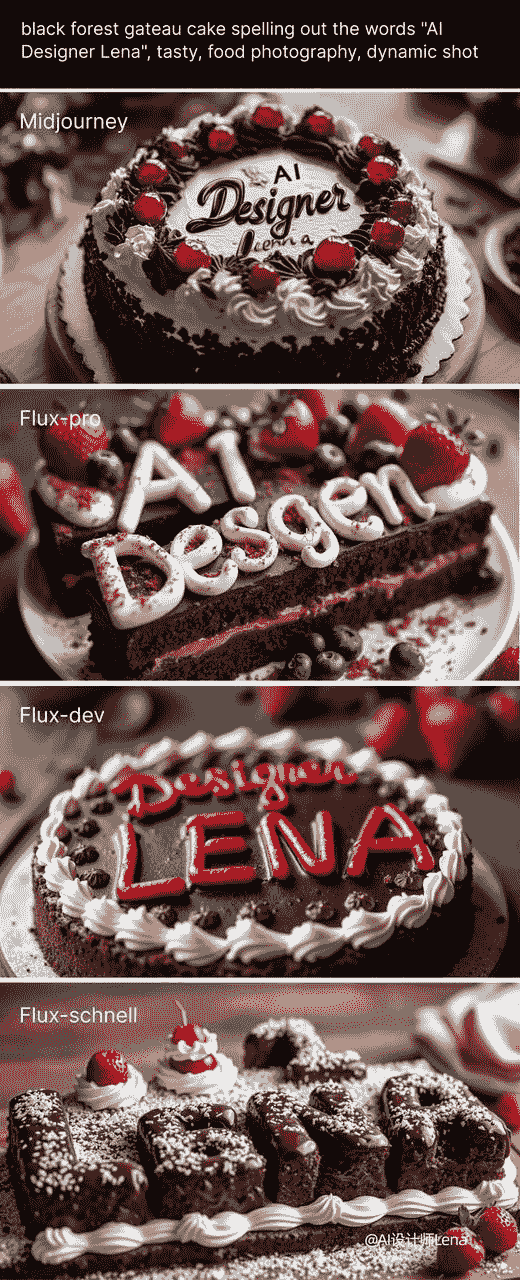 black forest gateau cake spelling out the words "AI
Designer Lena", tasty, food photography, dynamic shot
Midjourney
AI
Designer
Lenna
Flux-pro
AI
Desgen
Flux-dev
Designer
LENA
Flux-schnell
@AI设计师Lena